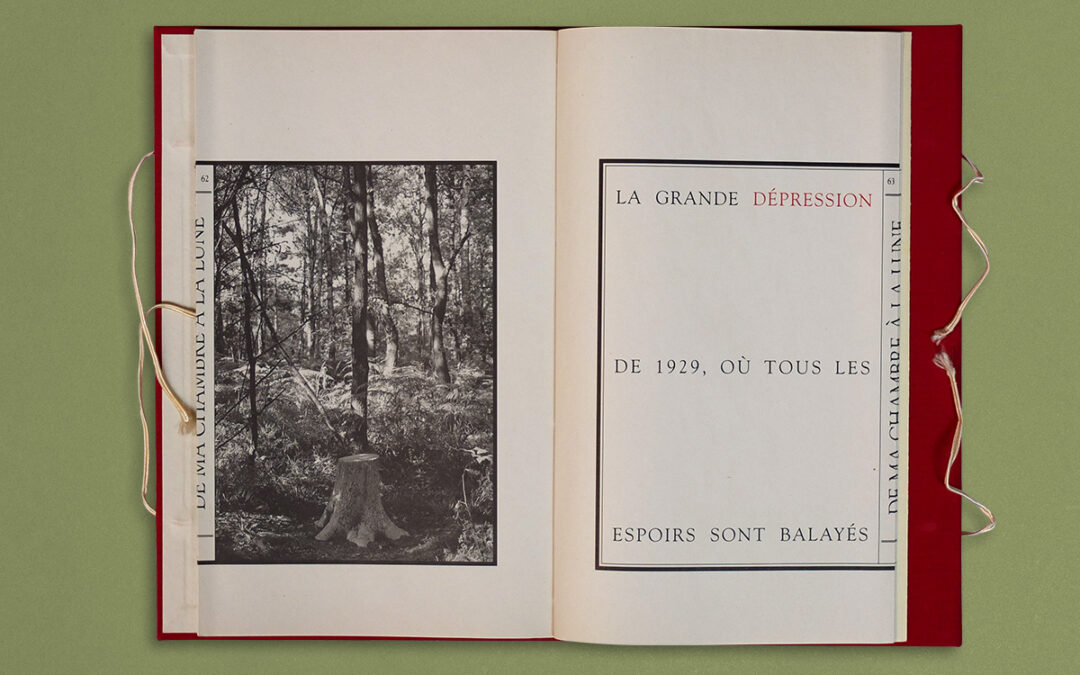 62
DE MA CHAMBRE À LA LUNE
LA GRANDE DÉPRESSION
DE 1929, OÙ TOUS LES
ESPOIRS SONT BALAYÉS
63
DE MA CHAMBRE À LA LUNE